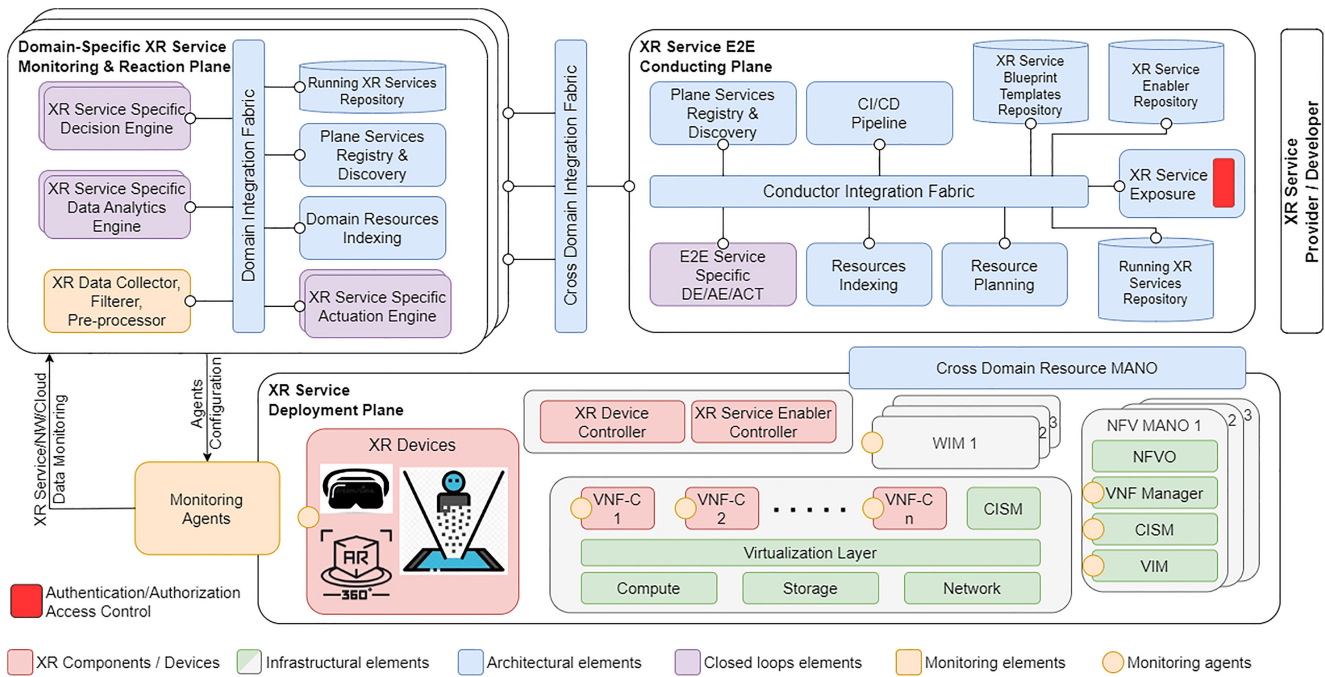 Domain-Specific XR Service
Monitoring & Reaction Plane
XR Service Specific
Decision Engine
XR Service Specific
Data Analytics
Engine
XR Data Collector,
Filterer,
Pre-processor
Domain Integration Fabric
Running XR Services
Repository
Plane Services
Registry &
Discovery
Domain Resources
Indexing
XR Service Specific
Actuation Engine
Cross Domain Integration Fabric
XR Service E2E
Conducting Plane
Plane Services
Registry &
Discovery
CI/CD
Pipeline
XR Service
Blueprint
Templates
Repository
XR Service
Enabler
Repository
Conductor Integration Fabric
XR Service
Exposure
E2E Service
Specific
DE/AE/ACT
Resources
Indexing
Resource
Planning
Running XR
Services
Repository
XR Service
Provider / Developer
XR Service/NW/Cloud
Data Monitoring
Agents
Configuration
Monitoring
Agents
XR Service
Deployment Plane
Cross Domain Resource MANO
XR Devices
AR
360°
XR Device
Controller
XR Service Enabler
Controller
WIM 1
2
3
NFV MANO 1
2
3
NFVO
VNF Manager
CISM
VIM
VNF-C
1
VNF-C
2
. . . . .
VNF-C
n
CISM
Virtualization Layer
Compute
Storage
Network
Authentication/Authorization
Access Control
XR Components / Devices
Infrastructural elements
Architectural elements
Closed loops elements
Monitoring elements
Monitoring agents